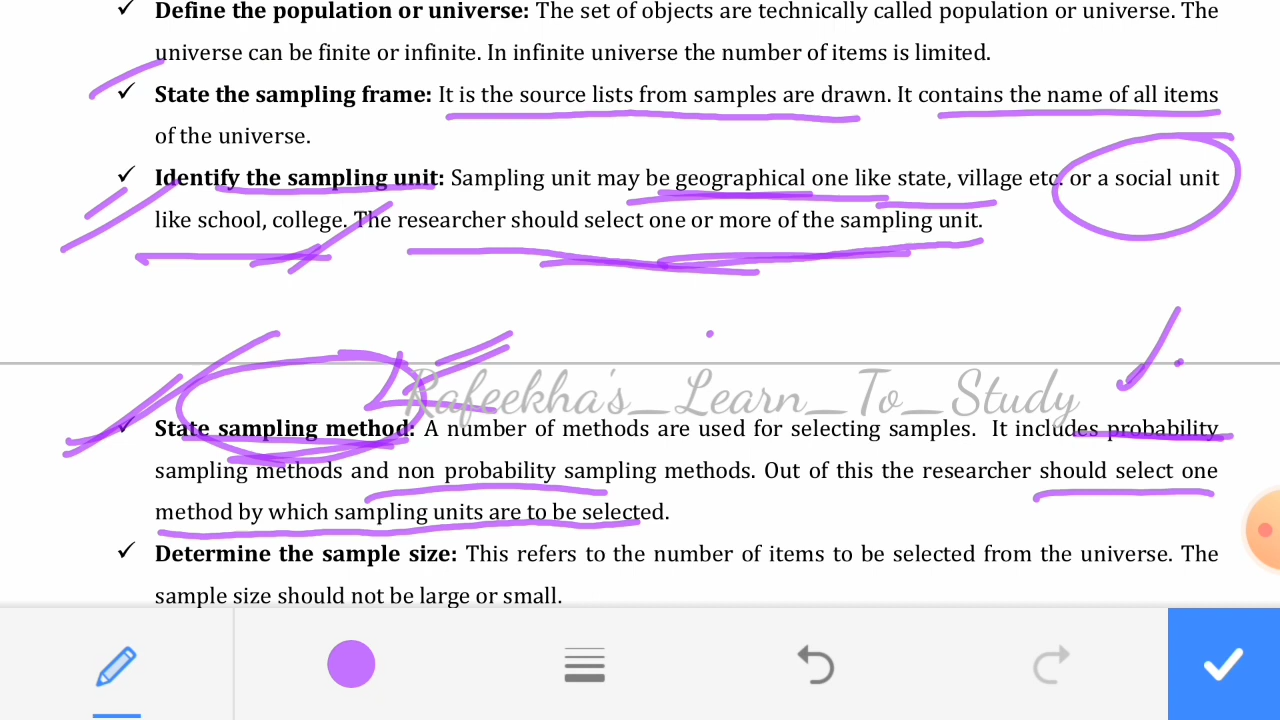 ✓ Define the population or universe: The set of objects are technically called population or universe. The
universe can be finite or infinite. In infinite universe the number of items is limited.
✓ State the sampling frame: It is the source lists from samples are drawn. It contains the name of all items
of the universe.
✓ Identify the sampling unit: Sampling unit may be geographical one like state, village etc. or a social unit
like school, college. The researcher should select one or more of the sampling unit.
Rafeekha's_Learn_To_Study
✓ State sampling method: A number of methods are used for selecting samples. It includes probability
sampling methods and non probability sampling methods. Out of this the researcher should select one
method by which sampling units are to be selected.
✓ Determine the sample size: This refers to the number of items to be selected from the universe. The
sample size should not be large or small.